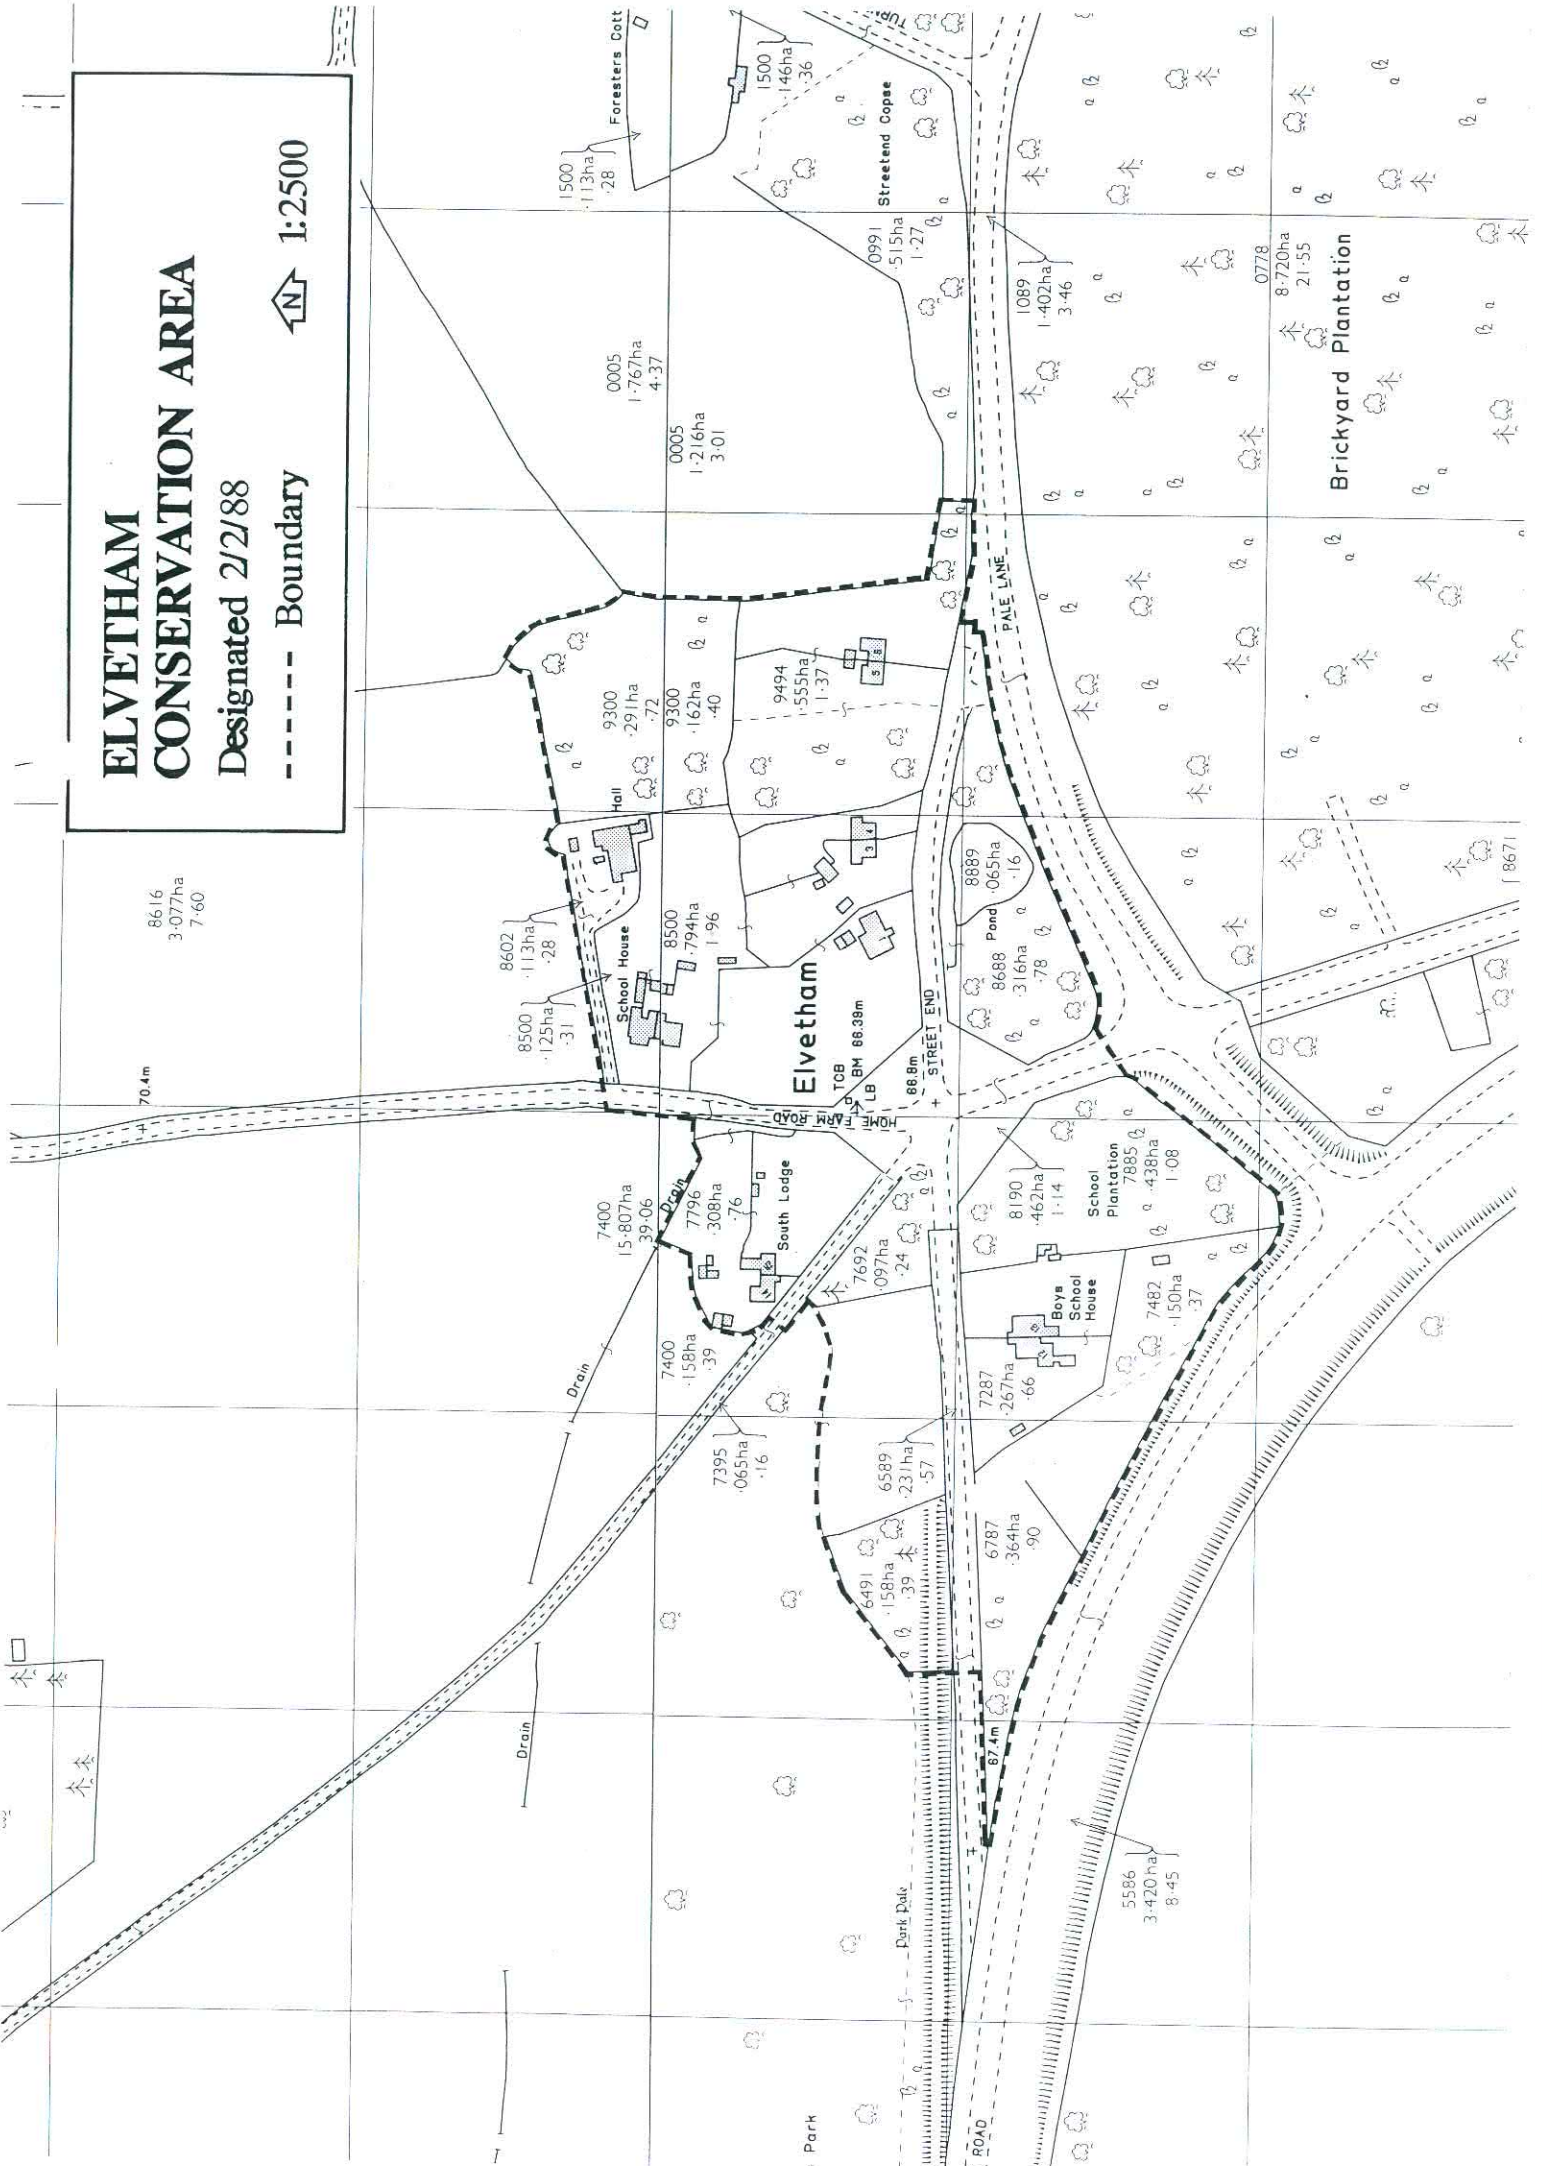 ELVETHAM
CONSERVATION AREA
Designated 2/2/88
Boundary
N
1:2500
8616
3·077ha
7·60
70.4m
Foresters Cott
1500
·113ha
·28
1500
·146ha
·36
Streetend Copse
0991
·515ha
1·27
0005
1·767ha
4·37
0005
1·216ha
3·01
1089
1·402ha
3·46
0778
8·720ha
21·55
Brickyard Plantation
PALE LANE
9300
·291ha
·72
9300
·162ha
·40
9494
·555ha
1·37
5
6
Hall
8602
·113ha
·28
8500
·125ha
·31
School House
8500
·794ha
1·96
3
4
8889
·065ha
·16
Pond
8688
·316ha
·78
Elvetham
TCB
LB
BM 66.39m
66.8m
STREET END
HOME FARM ROAD
8671
7400
15·807ha
39·06
Drain
7796
·308ha
·76
South Lodge
7692
·097ha
·24
8190
·462ha
1·14
School
Plantation
7885
·438ha
1·08
Boys
School
House
7482
·150ha
·37
7287
·267ha
·66
7400
·158ha
·39
Drain
7395
·065ha
·16
6589
·231ha
·57
6491
·158ha
·39
6787
·364ha
·90
Drain
67.4m
Park Pale
5586
3·420ha
8·45
Park
ROAD